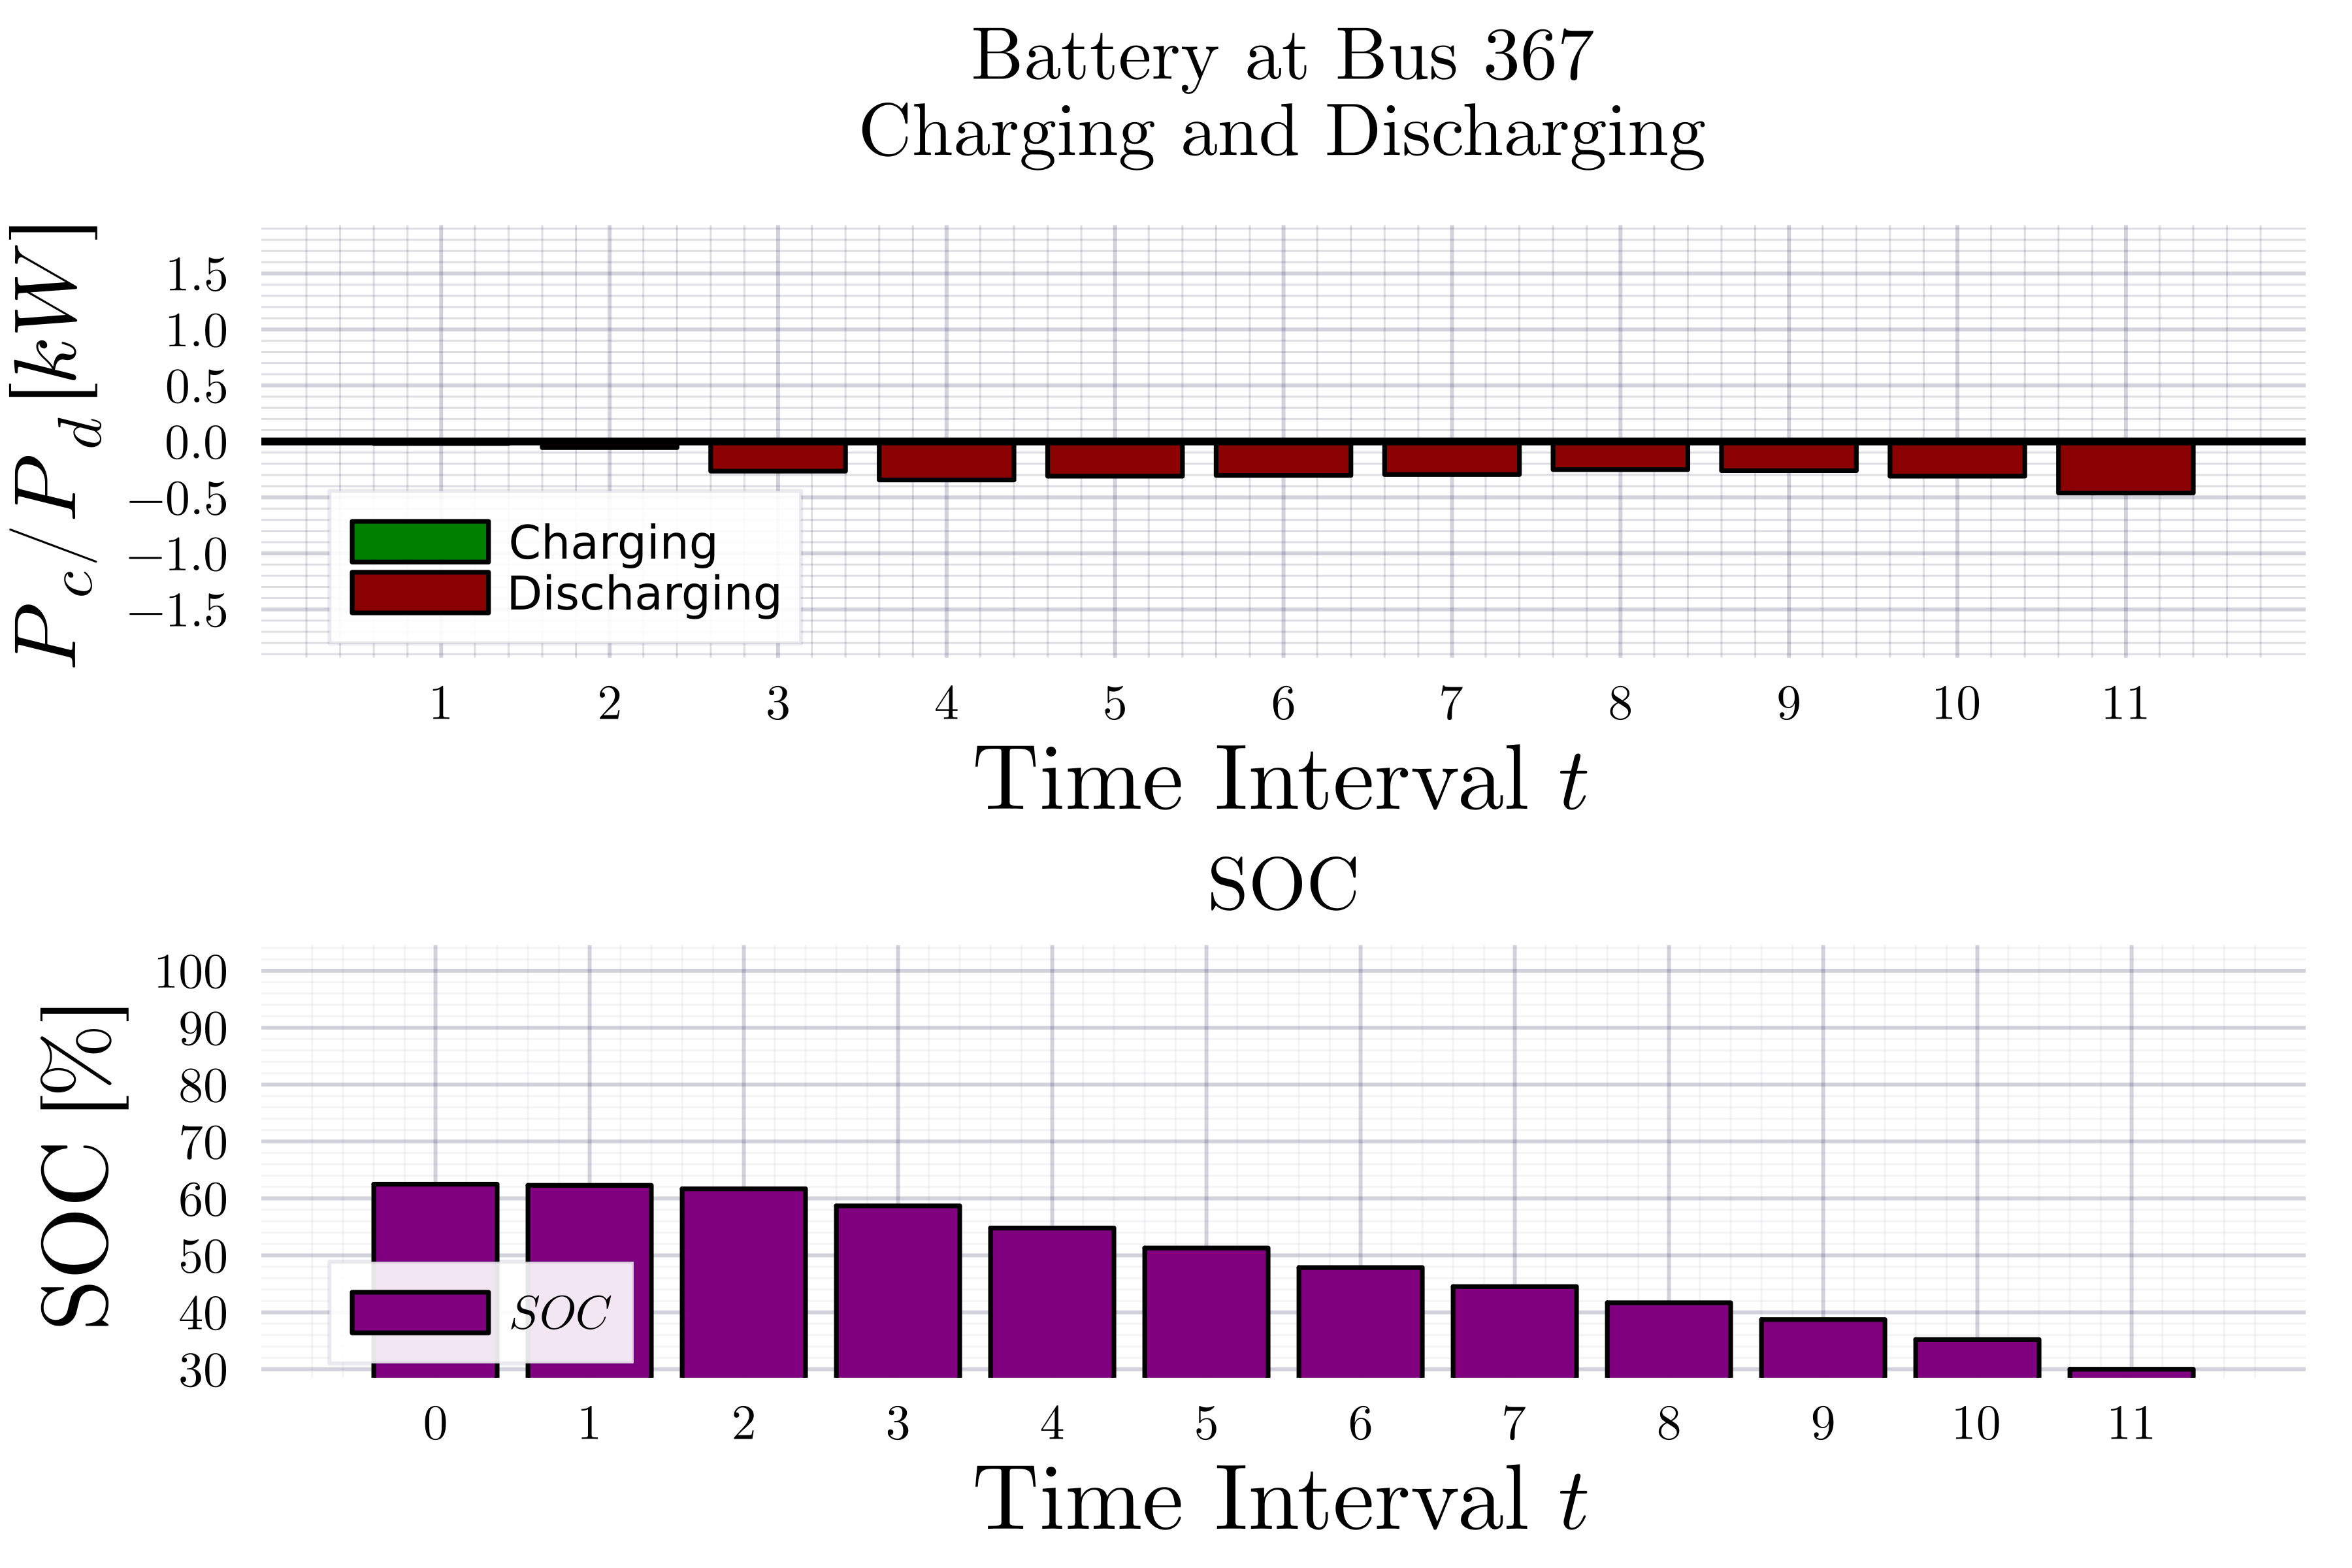 Battery at Bus 367
Charging and Discharging
P_c/P_d [kW]
1.5
1.0
0.5
0.0
−0.5
−1.0
−1.5
Charging
Discharging
1 2 3 4 5 6 7 8 9 10 11
Time Interval t
SOC
SOC [%]
100
90
80
70
60
50
40
30
SOC
0 1 2 3 4 5 6 7 8 9 10 11
Time Interval t